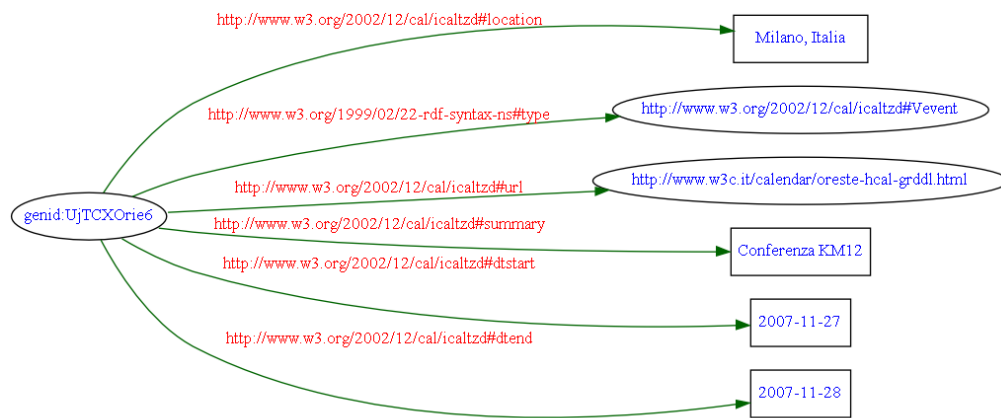 http://www.w3.org/2002/12/cal/icaltzd#location
Milano, Italia
http://www.w3.org/1999/02/22-rdf-syntax-ns#type
http://www.w3.org/2002/12/cal/icaltzd#Vevent
http://www.w3.org/2002/12/cal/icaltzd#url
http://www.w3c.it/calendar/oreste-hcal-grddl.html
genid:UjTCXOrie6
http://www.w3.org/2002/12/cal/icaltzd#summary
Conferenza KM12
http://www.w3.org/2002/12/cal/icaltzd#dtstart
2007-11-27
http://www.w3.org/2002/12/cal/icaltzd#dtend
2007-11-28